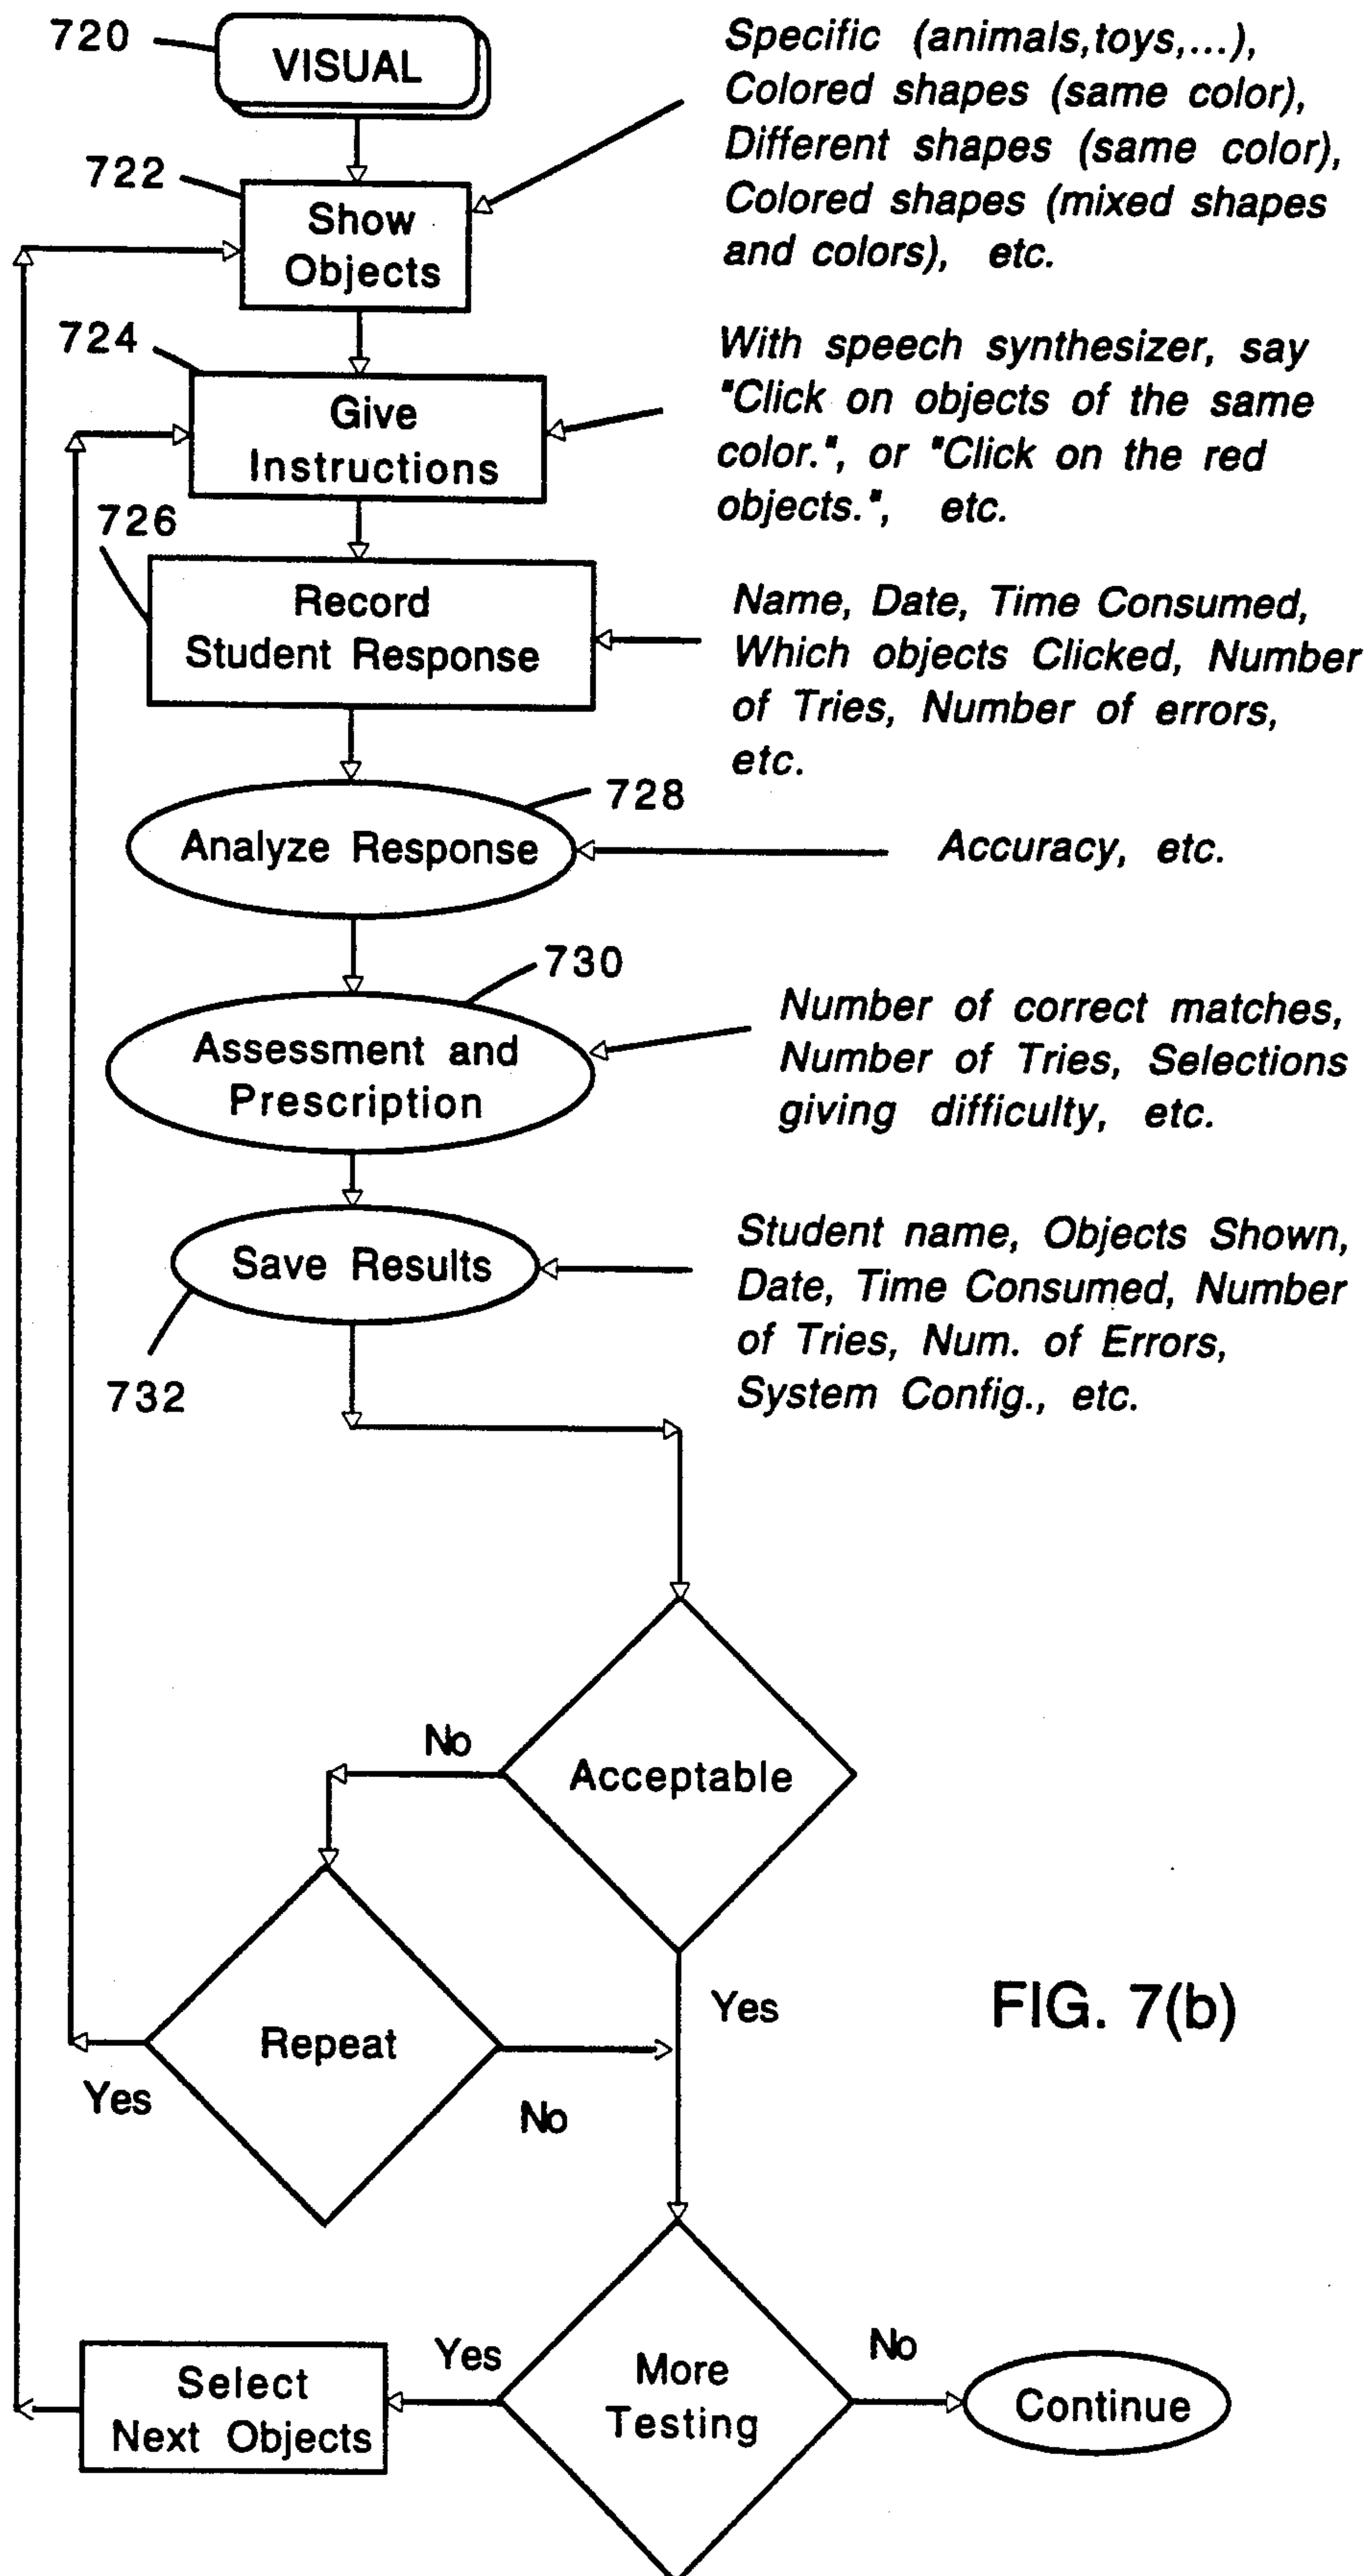 720
VISUAL
Specific (animals,toys,...),
Colored shapes (same color),
Different shapes (same color),
Colored shapes (mixed shapes
and colors), etc.
722
Show
Objects
724
Give
Instructions
With speech synthesizer, say
"Click on objects of the same
color.", or "Click on the red
objects.", etc.
726
Record
Student Response
Name, Date, Time Consumed,
Which objects Clicked, Number
of Tries, Number of errors,
etc.
728
Analyze Response
Accuracy, etc.
730
Assessment and
Prescription
Number of correct matches,
Number of Tries, Selections
giving difficulty, etc.
Save Results
732
Student name, Objects Shown,
Date, Time Consumed, Number
of Tries, Num. of Errors,
System Config., etc.
No
Acceptable
Yes
Repeat
Yes
No
FIG. 7(b)
Select
Next Objects
Yes
More
Testing
No
Continue